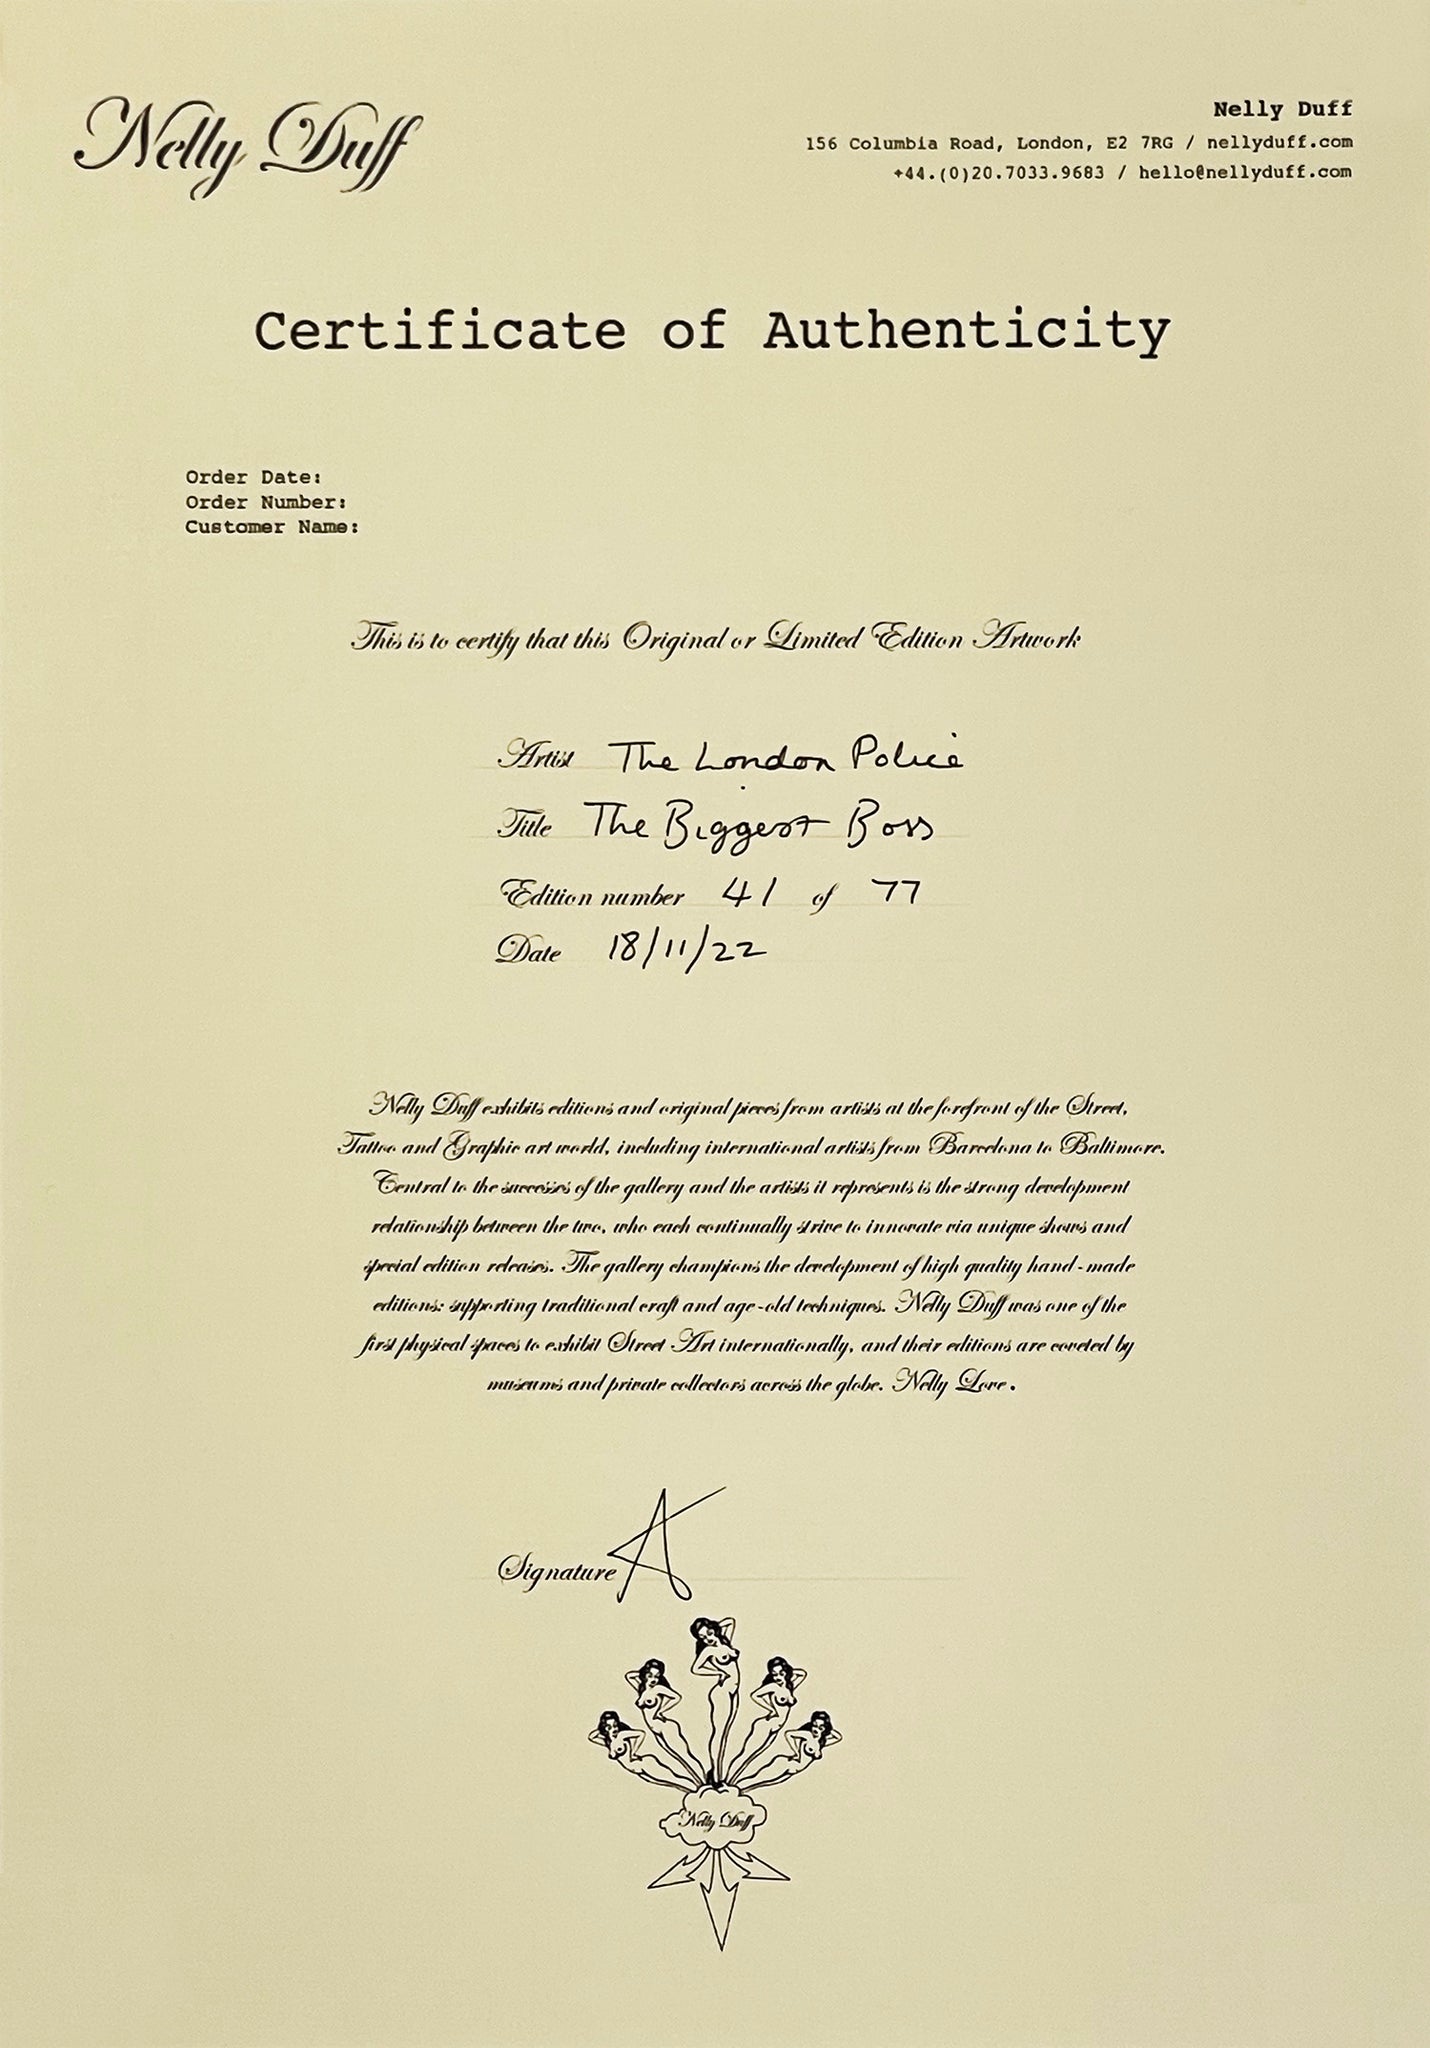 Nelly Duff
Nelly Duff
156 Columbia Road, London, E2 7RG / nellyduff.com
+44.(0)20.7033.9683 / hello@nellyduff.com
Certificate of Authenticity
Order Date:
Order Number:
Customer Name:
This is to certify that this Original or Limited Edition Artwork
Artist The London Police
Title The Biggest Boss
Edition number 41 of 77
Date 18/11/22
Nelly Duff exhibits editions and original pieces from artists at the forefront of the Street,
Tattoo and Graphic art world, including international artists from Barcelona to Baltimore.
Central to the successes of the gallery and the artists it represents is the strong development
relationship between the two, who each continually strive to innovate via unique shows and
special edition releases. The gallery champions the development of high quality hand-made
editions: supporting traditional craft and age-old techniques. Nelly Duff was one of the
first physical spaces to exhibit Street Art internationally, and their editions are coveted by
museums and private collectors across the globe. Nelly Love.
Signature
Nelly Duff